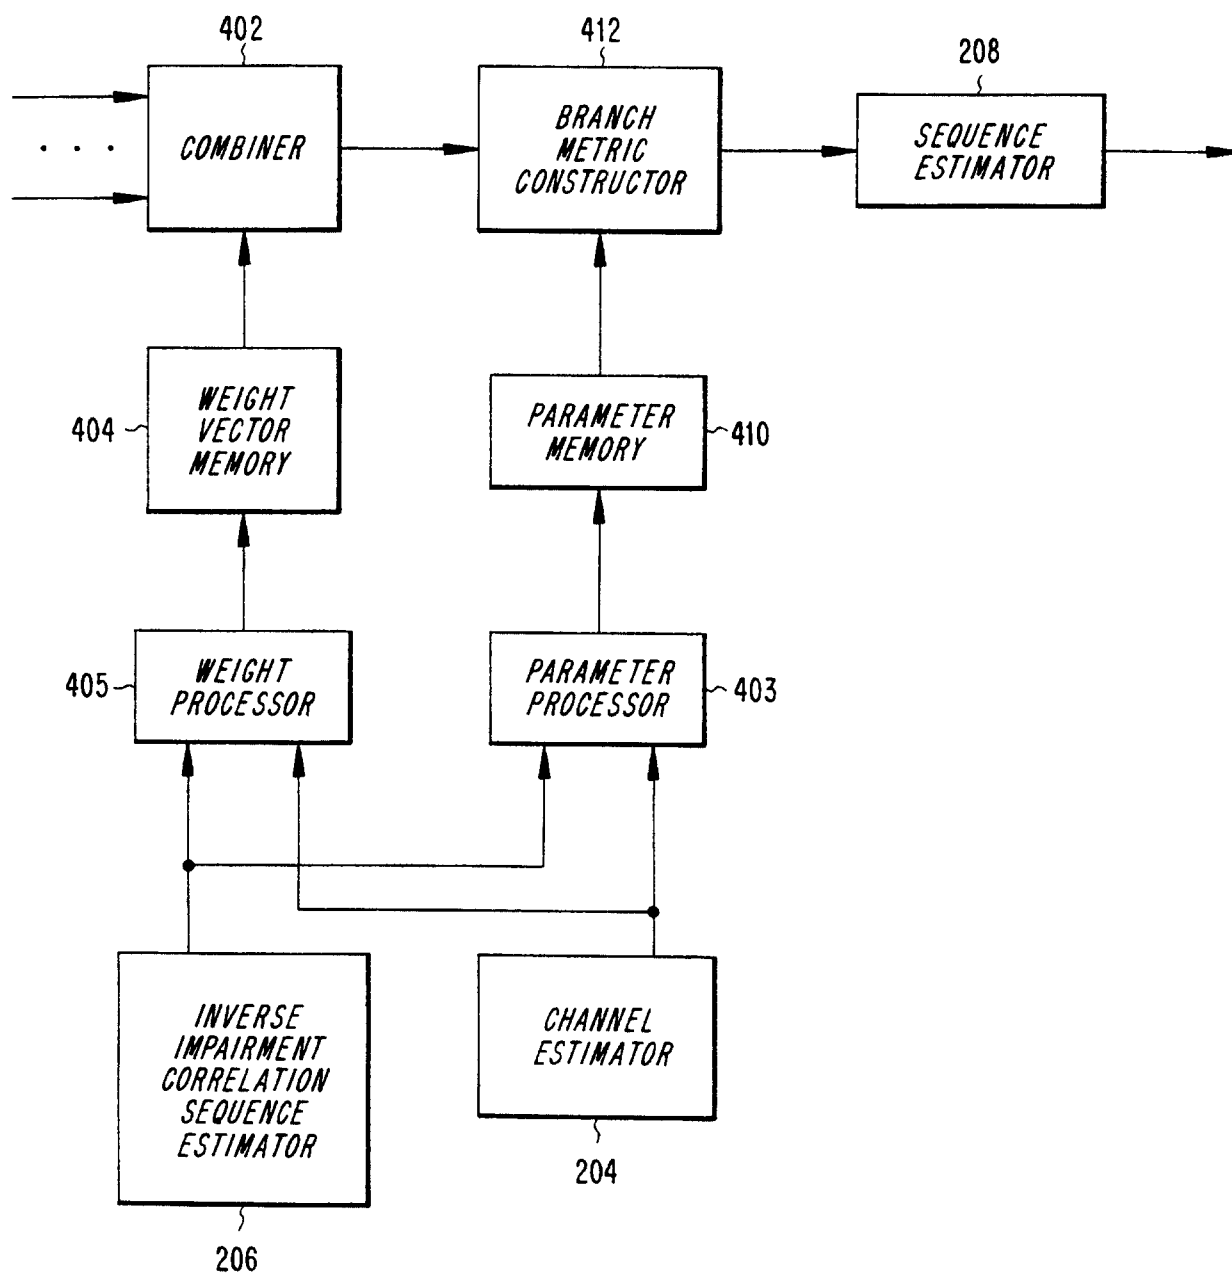 402
412
208
COMBINER
BRANCH
METRIC
CONSTRUCTOR
SEQUENCE
ESTIMATOR
404
WEIGHT
VECTOR
MEMORY
PARAMETER
MEMORY
410
405
WEIGHT
PROCESSOR
PARAMETER
PROCESSOR
403
INVERSE
IMPAIRMENT
CORRELATION
SEQUENCE
ESTIMATOR
CHANNEL
ESTIMATOR
204
206